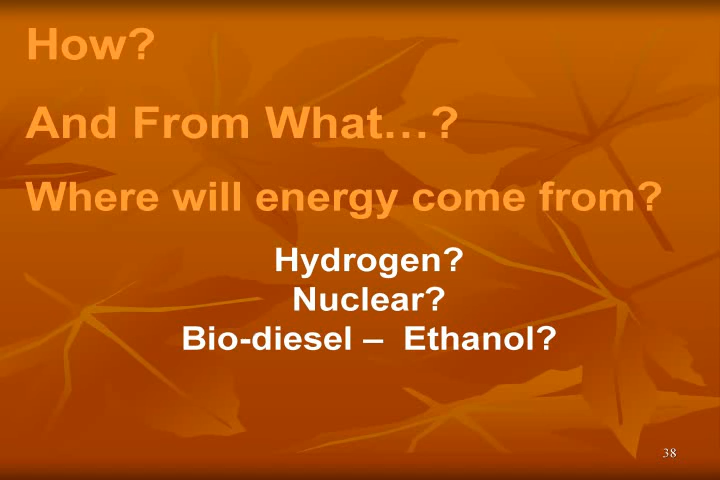 How?
And From What…?
Where will energy come from?
Hydrogen?
Nuclear?
Bio-diesel –  Ethanol?
38